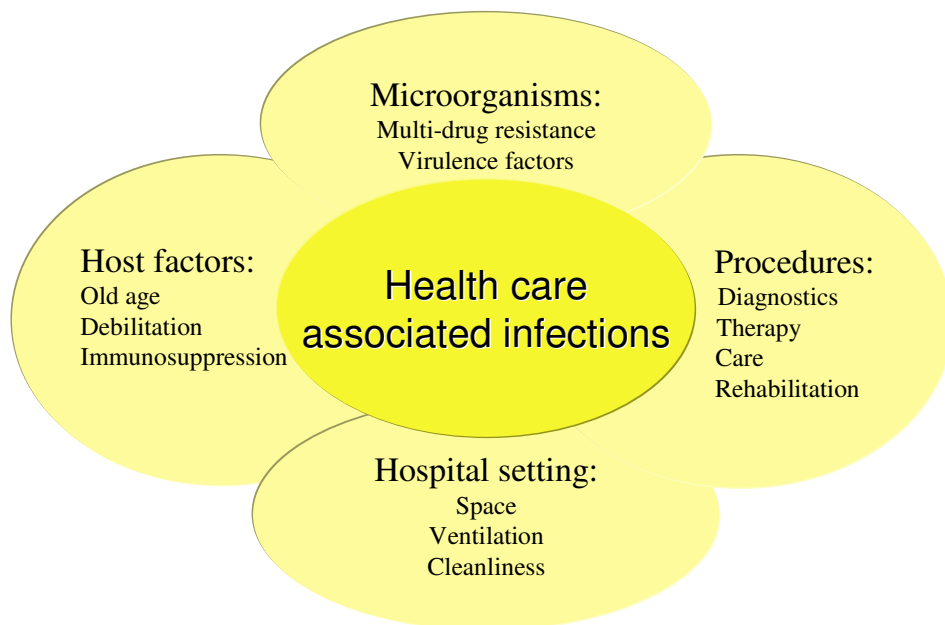 Microorganisms:
Multi-drug resistance
Virulence factors
Host factors:
Old age
Debilitation
Immunosuppression
Health care
associated infections
Procedures:
Diagnostics
Therapy
Care
Rehabilitation
Hospital setting:
Space
Ventilation
Cleanliness